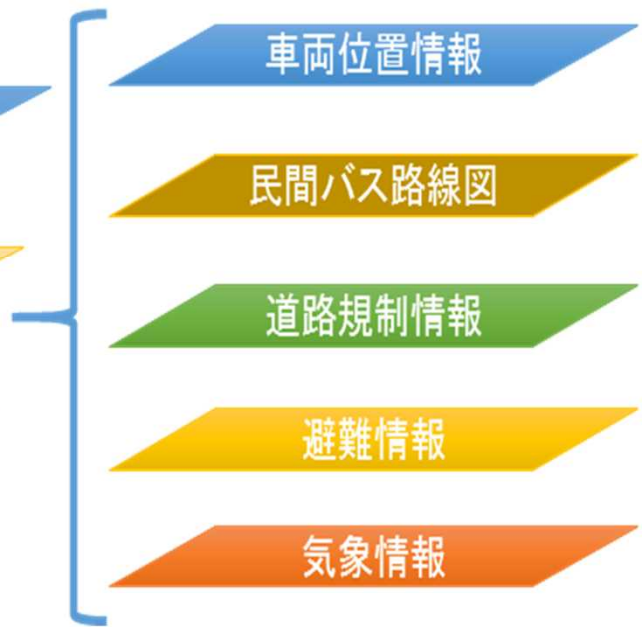 車両位置情報
民間バス路線図
道路規制情報
避難情報
気象情報